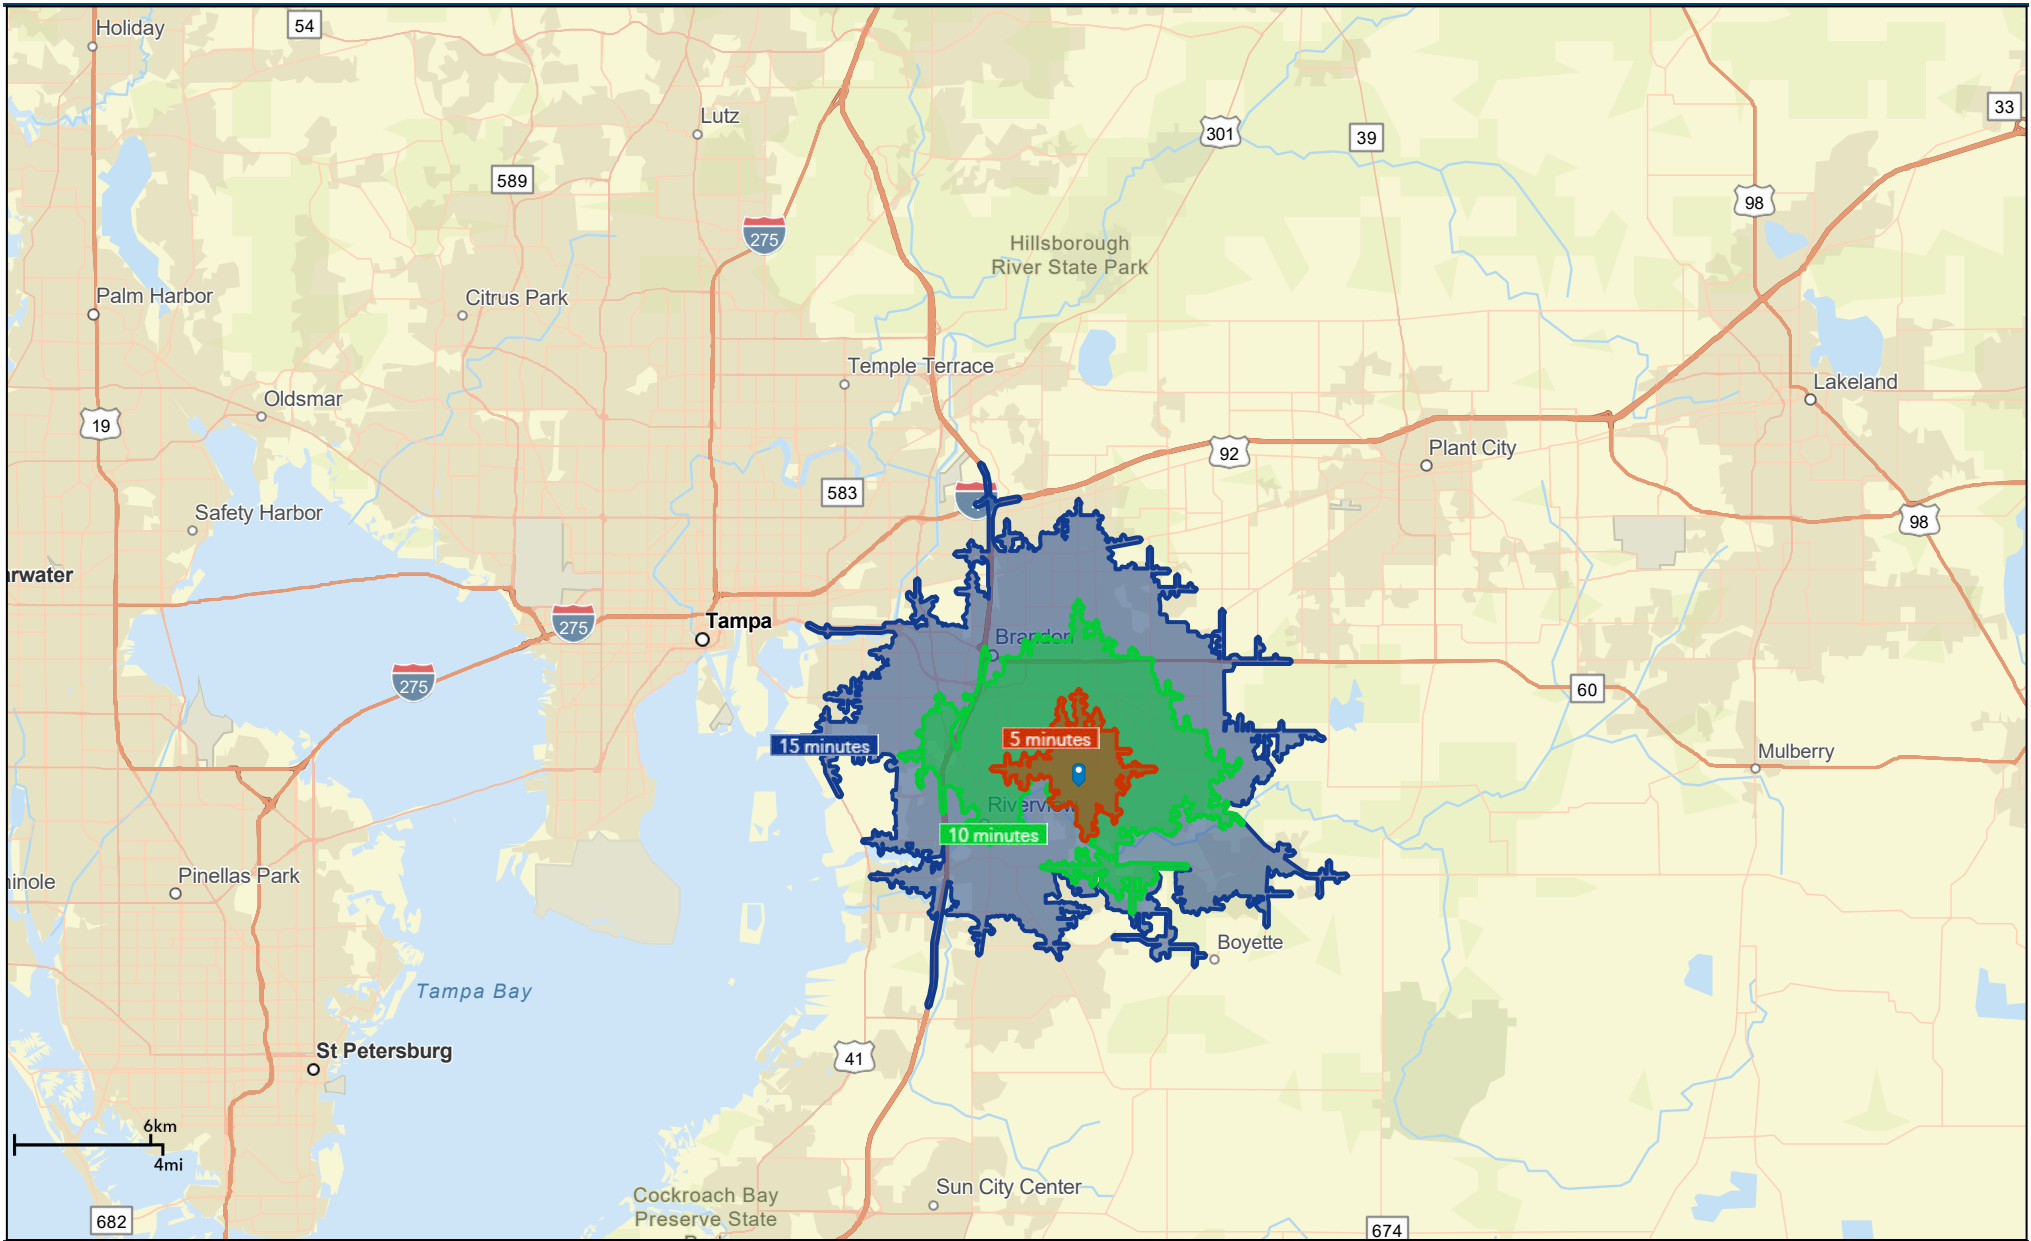 Holiday
54
Lutz
33
301
39
589
98
275
Hillsborough
River State Park
Palm Harbor
Citrus Park
Temple Terrace
Lakeland
Oldsmar
19
Plant City
92
583
Safety Harbor
98
arwater
275
Tampa
Brandon
275
60
5 minutes
15 minutes
Mulberry
Riverview
10 minutes
Pinellas Park
Boyette
Tampa Bay
St Petersburg
41
6km
4mi
Sun City Center
Cockroach Bay
Preserve State
682
674